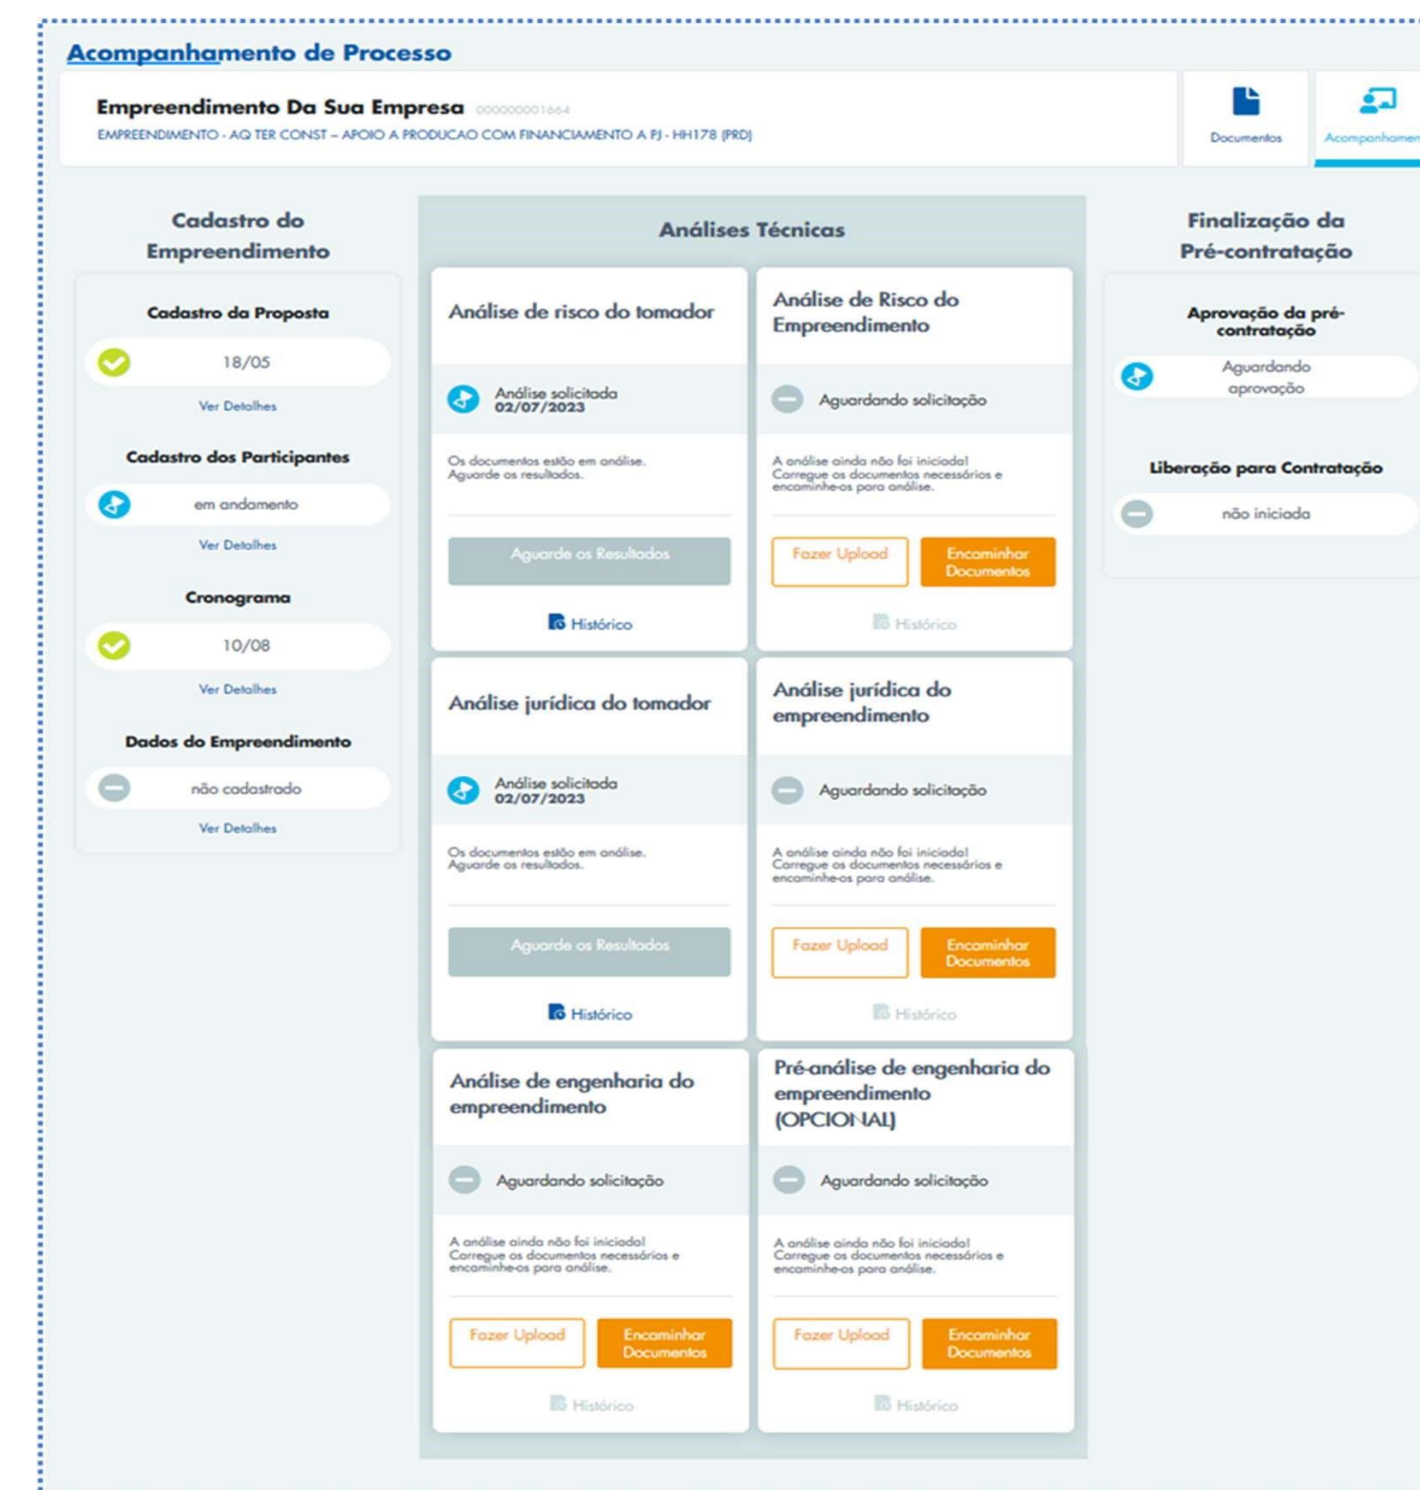 Acompanhamento de Processo
Empreendimento Da Sua Empresa 000000001664
EMPREENDIMENTO - AQ TER CONST – APOIO A PRODUCAO COM FINANCIAMENTO A PJ - HH178 (PRD)
Documentos
Acompanhamen
Cadastro do
Empreendimento
Cadastro da Proposta
18/05
Ver Detalhes
Cadastro dos Participantes
em andamento
Ver Detalhes
Cronograma
10/08
Ver Detalhes
Dados do Empreendimento
não cadastrado
Ver Detalhes
Análises Técnicas
Análise de risco do tomador
Análise solicitada
02/07/2023
Os documentos estão em análise.
Aguarde os resultados.
Aguarde os Resultados
Histórico
Análise de Risco do
Empreendimento
Aguardando solicitação
A análise ainda não foi iniciada!
Carregue os documentos necessários e
encaminhe-os para análise.
Fazer Upload
Encaminhar
Documentos
Histórico
Análise jurídica do tomador
Análise solicitada
02/07/2023
Os documentos estão em análise.
Aguarde os resultados.
Aguarde os Resultados
Histórico
Análise jurídica do
empreendimento
Aguardando solicitação
A análise ainda não foi iniciada!
Carregue os documentos necessários e
encaminhe-os para análise.
Fazer Upload
Encaminhar
Documentos
Histórico
Análise de engenharia do
empreendimento
Aguardando solicitação
A análise ainda não foi iniciada!
Carregue os documentos necessários e
encaminhe-os para análise.
Fazer Upload
Encaminhar
Documentos
Histórico
Pré-análise de engenharia do
empreendimento
(OPCIONAL)
Aguardando solicitação
A análise ainda não foi iniciada!
Carregue os documentos necessários e
encaminhe-os para análise.
Fazer Upload
Encaminhar
Documentos
Histórico
Finalização da
Pré-contratação
Aprovação da pré-
contratação
Aguardando
aprovação
Liberação para Contratação
não iniciada